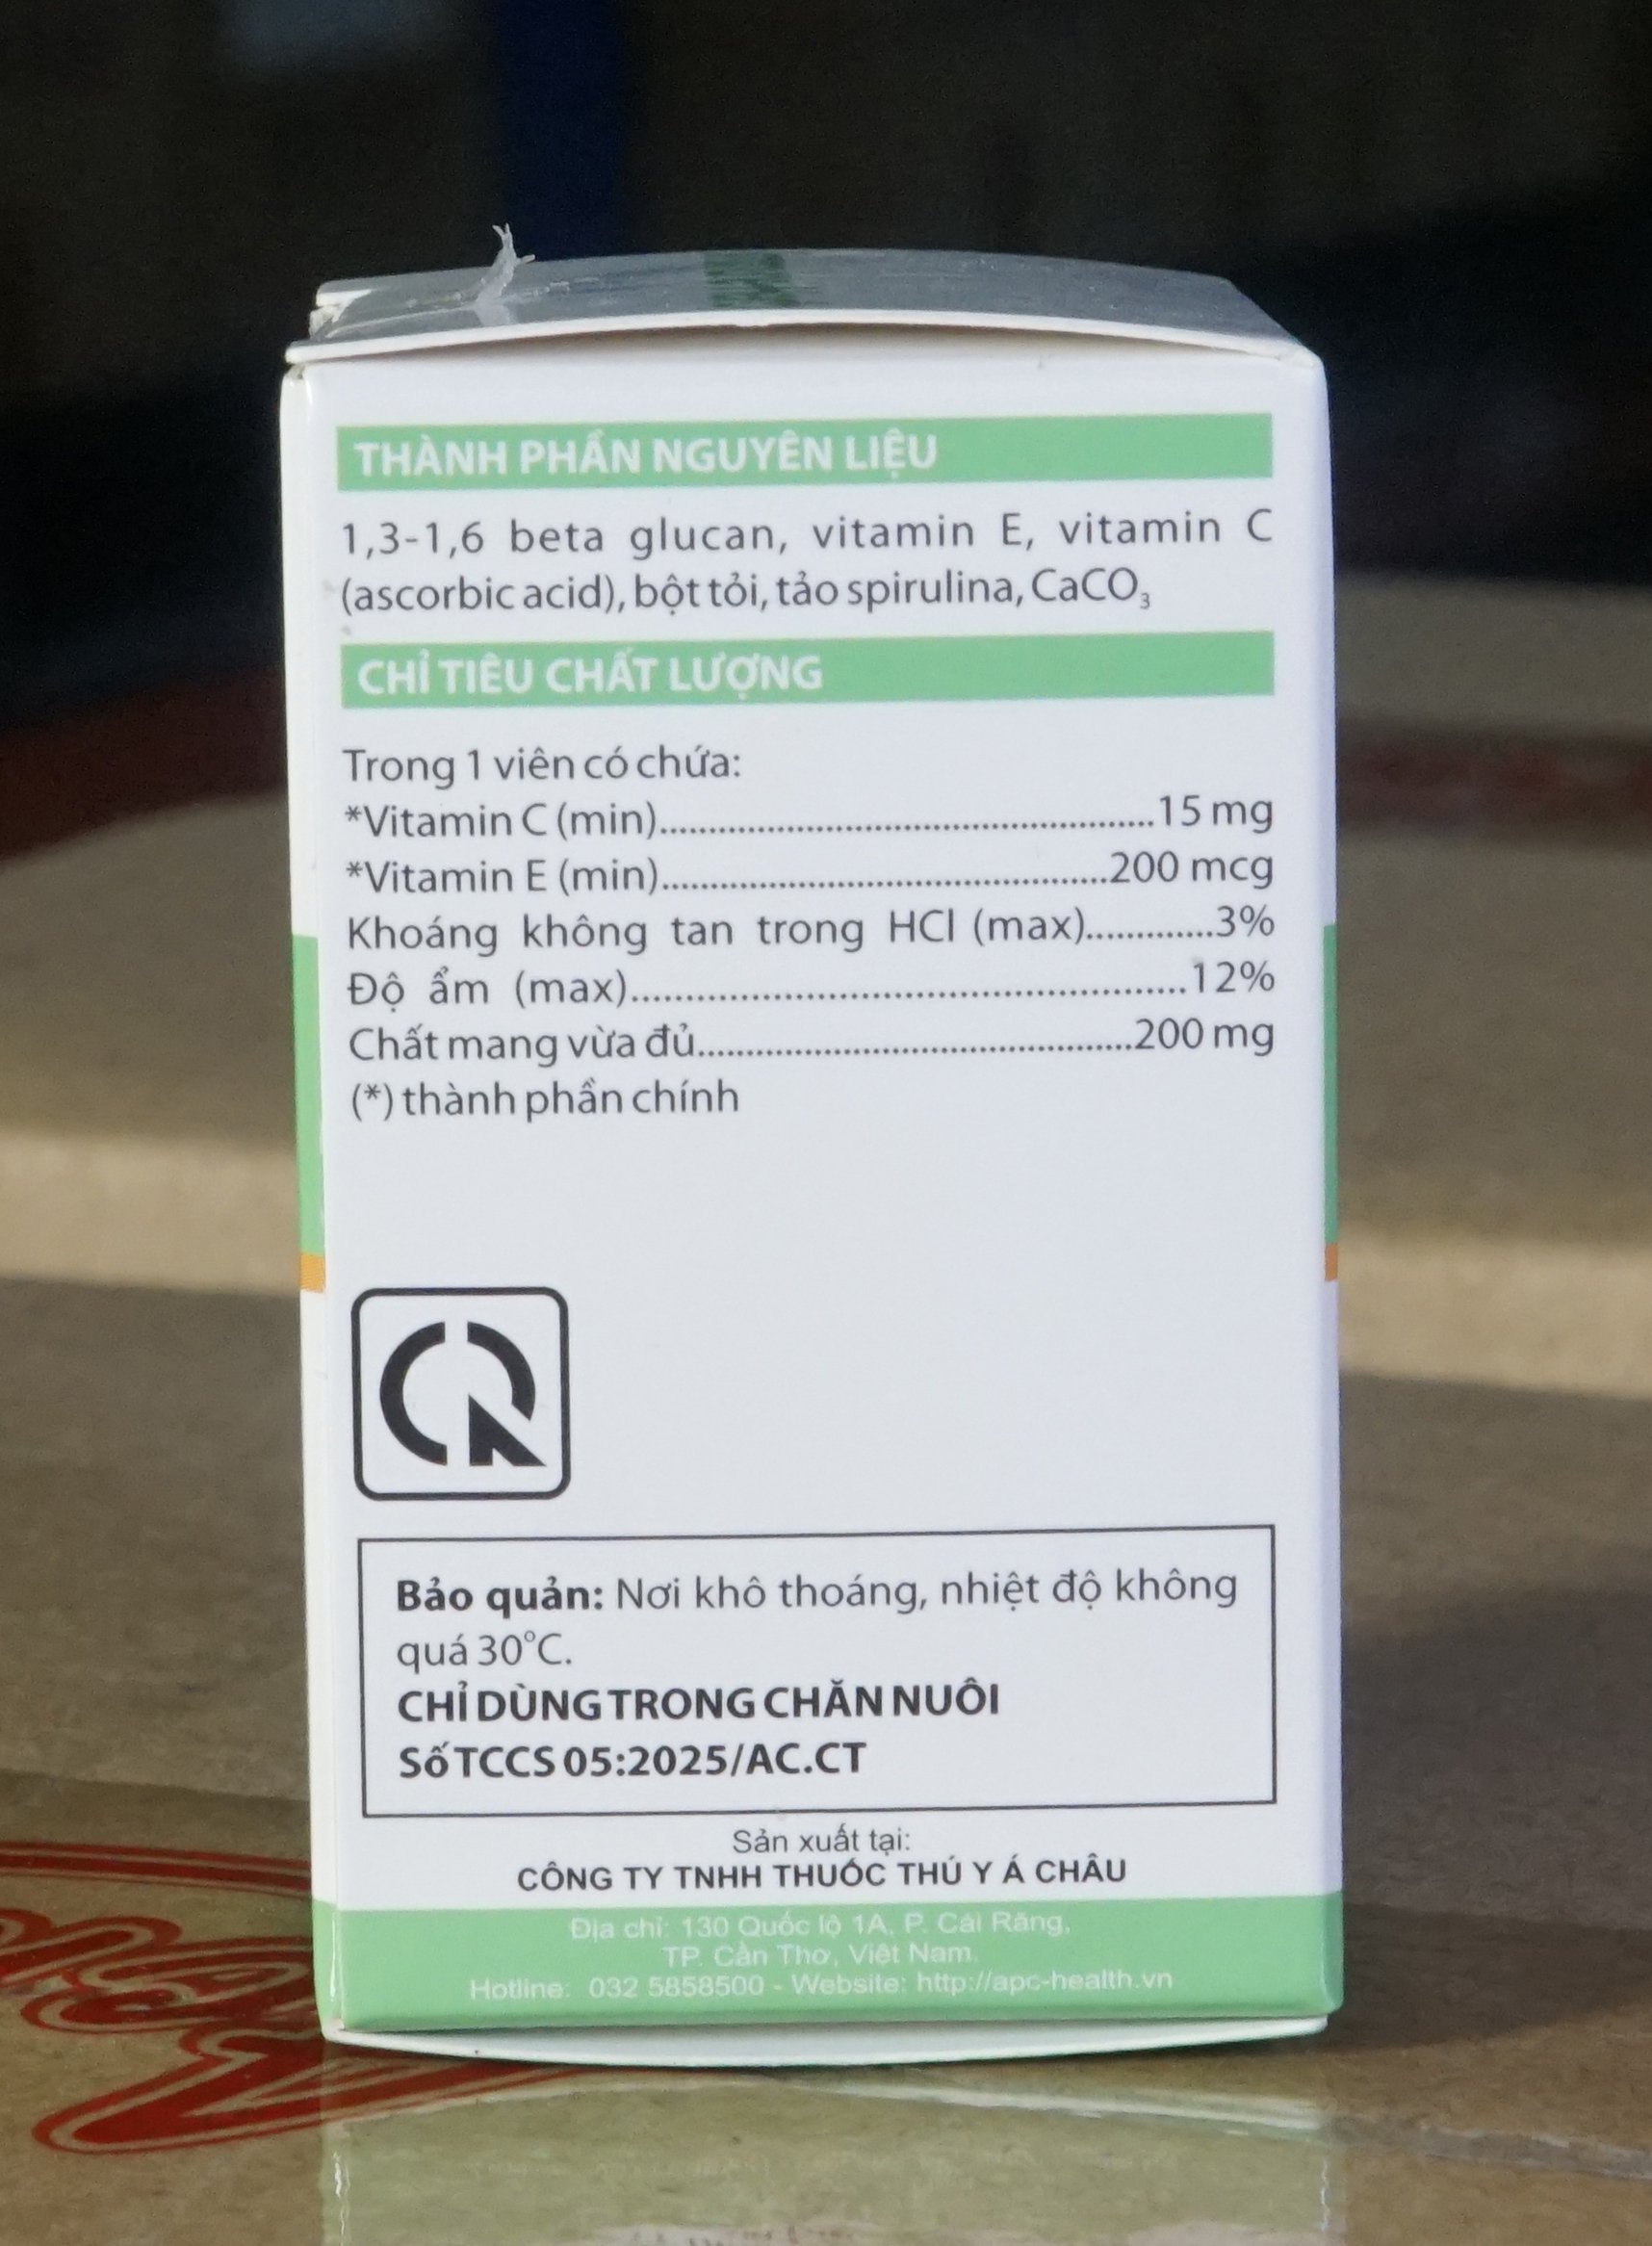 THÀNH PHẦN NGUYÊN LIỆU
1,3-1,6 beta glucan, vitamin E, vitamin C
(ascorbic acid), bột tỏi, tảo spirulina, CaCO₃
CHỈ TIÊU CHẤT LƯỢNG
Trong 1 viên có chứa:
*Vitamin C (min)..................................................15 mg
*Vitamin E (min).............................................200 mcg
Khoáng không tan trong HCl (max).............3%
Độ ẩm (max)........................................................12%
Chất mang vừa đủ............................................200 mg
(*) thành phần chính
Bảo quản: Nơi khô thoáng, nhiệt độ không
quá 30°C.
CHỈ DÙNG TRONG CHĂN NUÔI
Số TCCS 05:2025/AC.CT
Sản xuất tại:
CÔNG TY TNHH THUỐC THÚ Y Á CHÂU
Địa chỉ: 130 Quốc lộ 1A, P. Cái Răng,
TP. Cần Thơ, Việt Nam.
Hotline: 032 5858500 - Website: http://apc-health.vn